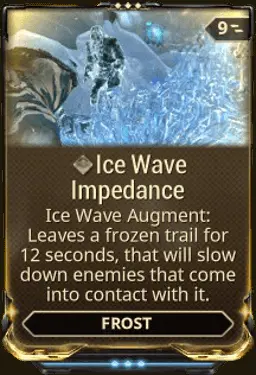 9
Ice Wave
Impedance
Ice Wave Augment:
Leaves a frozen trail for
12 seconds, that will slow
down enemies that come
into contact with it.
FROST